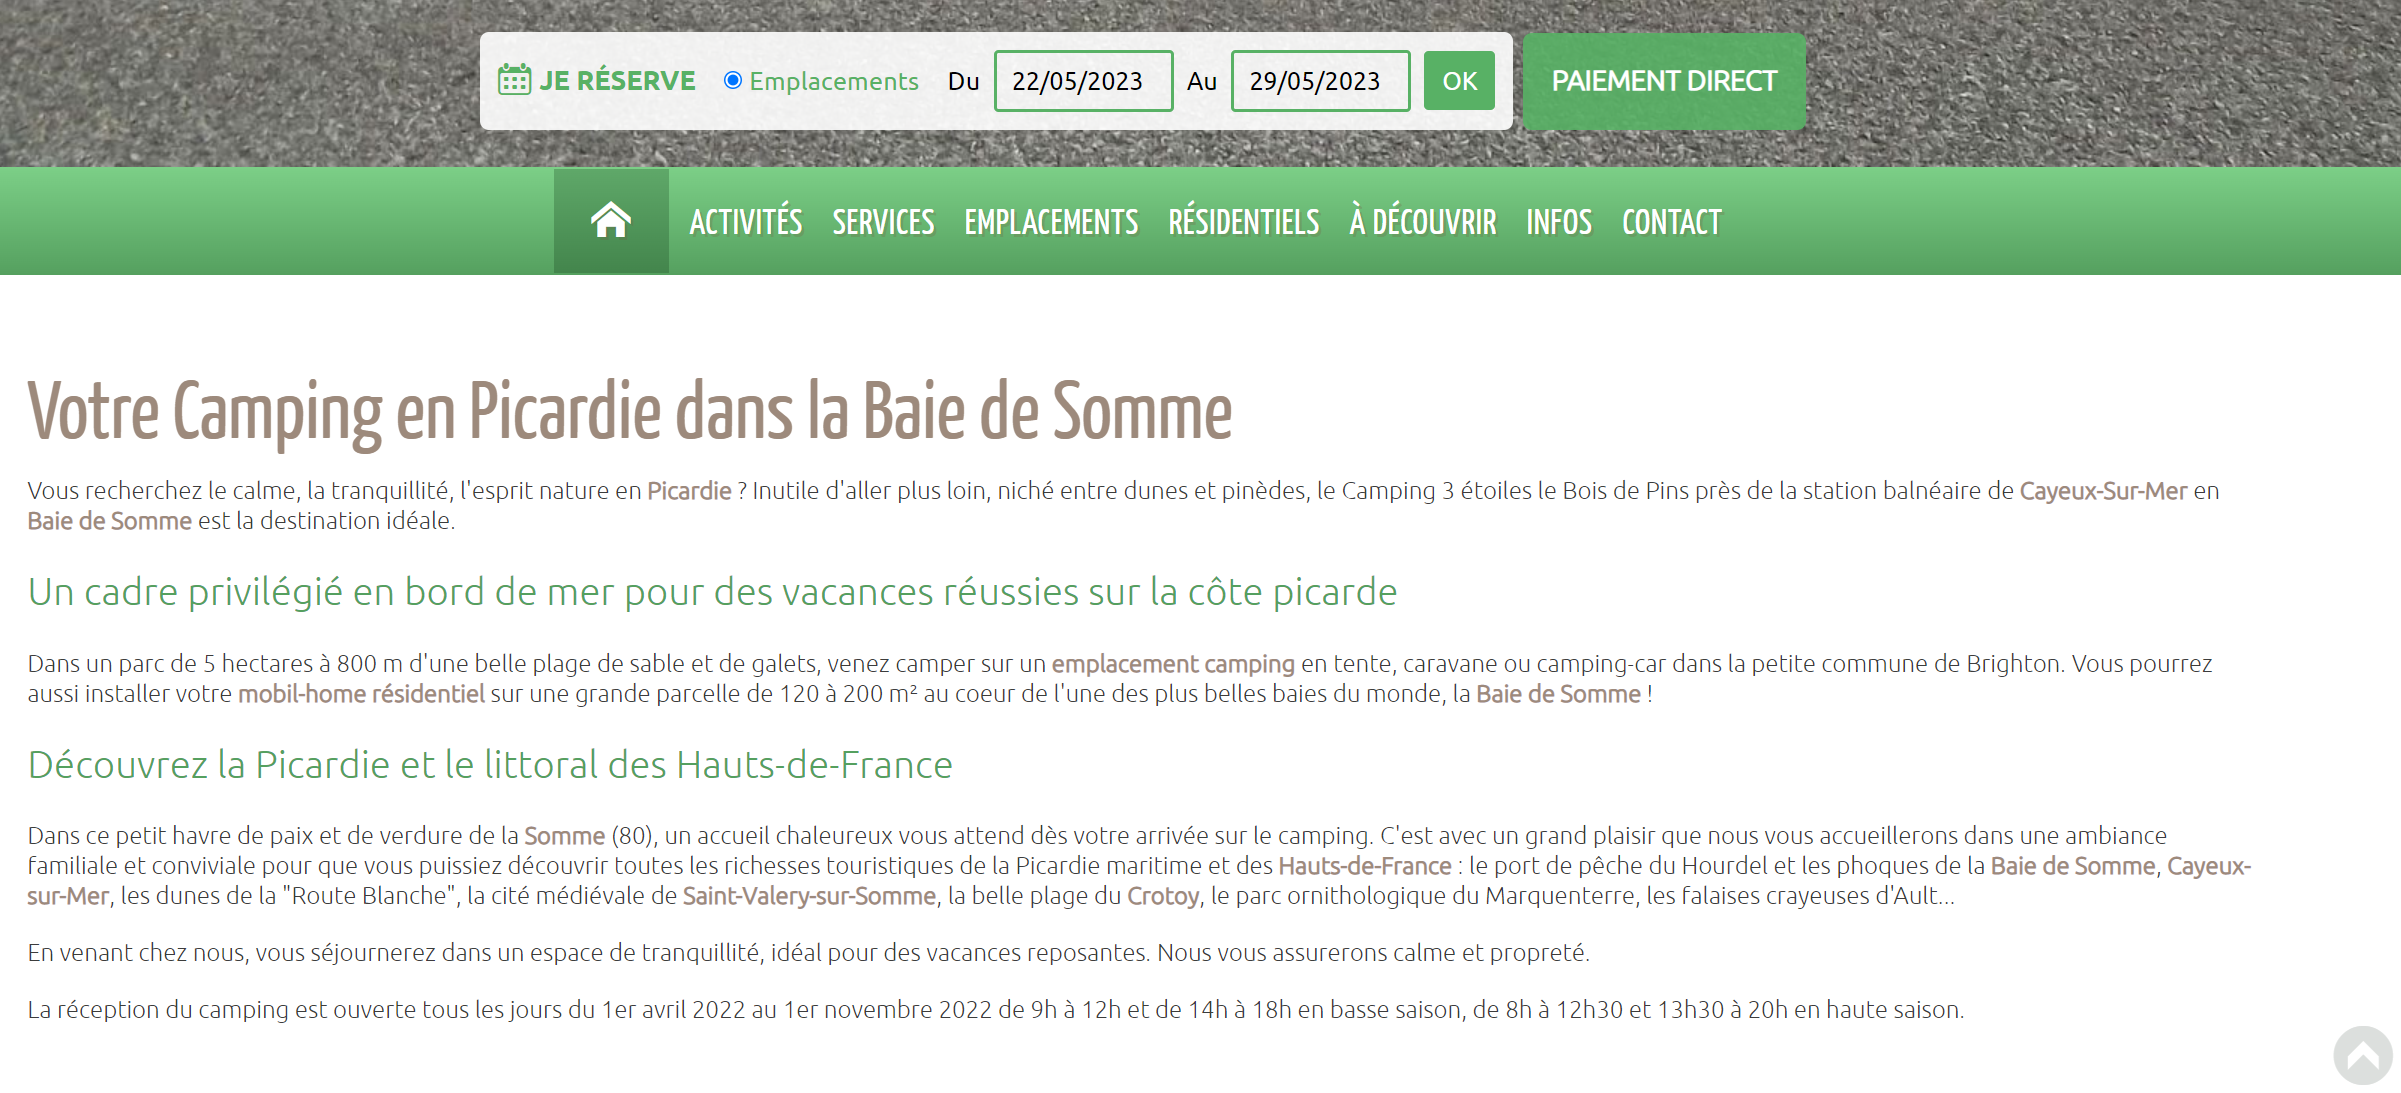 JE RÉSERVE Emplacements Du 22/05/2023 Au 29/05/2023 OK PAIEMENT DIRECT
ACTIVITÉS SERVICES EMPLACEMENTS RÉSIDENTIELS À DÉCOUVRIR INFOS CONTACT
Votre Camping en Picardie dans la Baie de Somme
Vous recherchez le calme, la tranquillité, l'esprit nature en Picardie ? Inutile d'aller plus loin, niché entre dunes et pinèdes, le Camping 3 étoiles le Bois de Pins près de la station balnéaire de Cayeux-Sur-Mer en
Baie de Somme est la destination idéale.
Un cadre privilégié en bord de mer pour des vacances réussies sur la côte picarde
Dans un parc de 5 hectares à 800 m d'une belle plage de sable et de galets, venez camper sur un emplacement camping en tente, caravane ou camping-car dans la petite commune de Brighton. Vous pourrez
aussi installer votre mobil-home résidentiel sur une grande parcelle de 120 à 200 m² au coeur de l'une des plus belles baies du monde, la Baie de Somme !
Découvrez la Picardie et le littoral des Hauts-de-France
Dans ce petit havre de paix et de verdure de la Somme (80), un accueil chaleureux vous attend dès votre arrivée sur le camping. C'est avec un grand plaisir que nous vous accueillerons dans une ambiance
familiale et conviviale pour que vous puissiez découvrir toutes les richesses touristiques de la Picardie maritime et des Hauts-de-France : le port de pêche du Hourdel et les phoques de la Baie de Somme, Cayeux-
sur-Mer, les dunes de la "Route Blanche", la cité médiévale de Saint-Valery-sur-Somme, la belle plage du Crotoy, le parc ornithologique du Marquenterre, les falaises crayeuses d'Ault...
En venant chez nous, vous séjournerez dans un espace de tranquillité, idéal pour des vacances reposantes. Nous vous assurerons calme et propreté.
La réception du camping est ouverte tous les jours du 1er avril 2022 au 1er novembre 2022 de 9h à 12h et de 14h à 18h en basse saison, de 8h à 12h30 et 13h30 à 20h en haute saison.